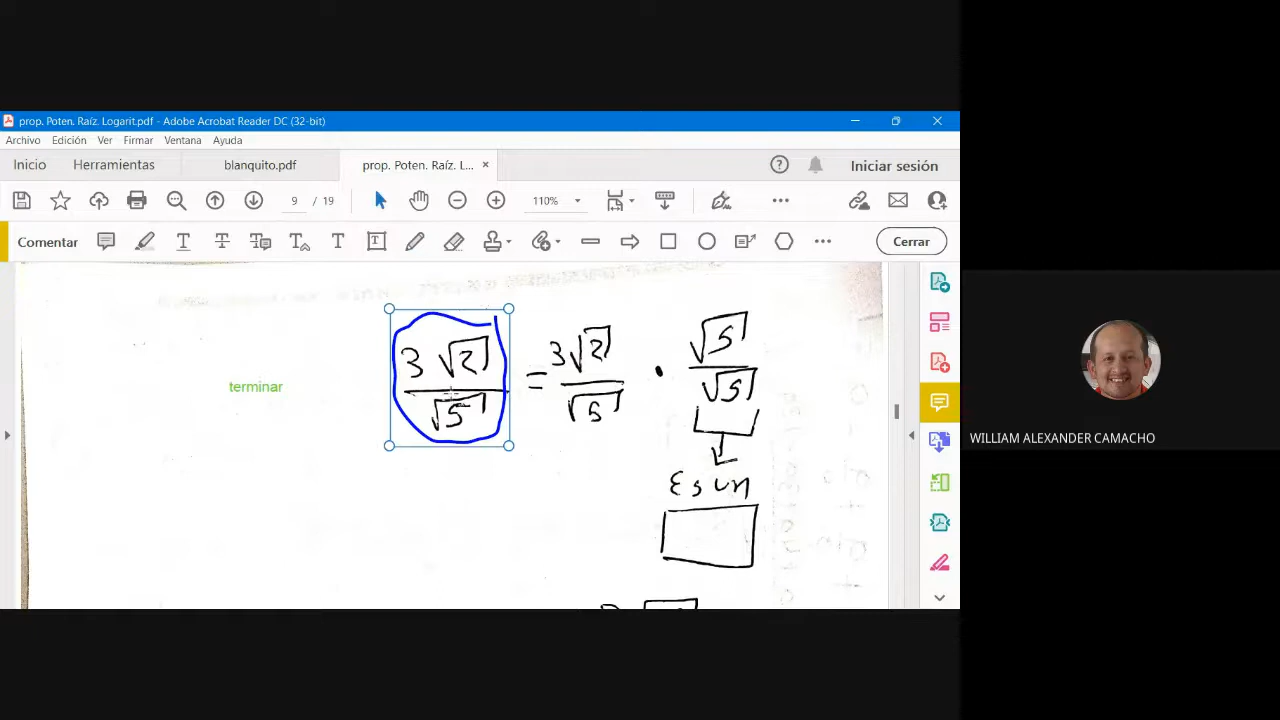 prop. Poten. Raíz. Logarit.pdf - Adobe Acrobat Reader DC (32-bit)
Archivo Edición Ver Firmar Ventana Ayuda
Inicio Herramientas blanquito.pdf prop. Poten. Raíz. L... × ? Iniciar sesión
9 / 19 110%
Comentar Cerrar
terminar
3√2 / √5 = 3√2 / √5 · √5 / √5
Es un
WILLIAM ALEXANDER CAMACHO